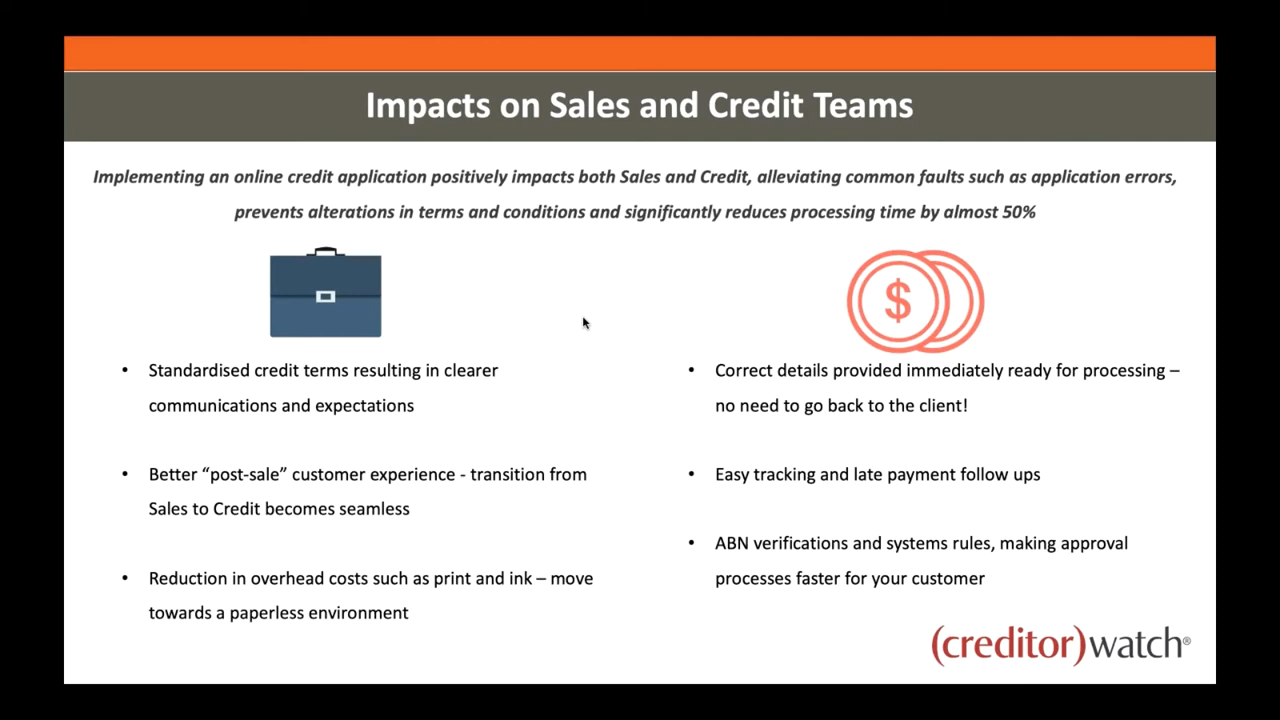 Impacts on Sales and Credit Teams
Implementing an online credit application positively impacts both Sales and Credit, alleviating common faults such as application errors,
prevents alterations in terms and conditions and significantly reduces processing time by almost 50%
$
• Standardised credit terms resulting in clearer
communications and expectations
• Better “post-sale” customer experience - transition from
Sales to Credit becomes seamless
• Reduction in overhead costs such as print and ink – move
towards a paperless environment
• Correct details provided immediately ready for processing –
no need to go back to the client!
• Easy tracking and late payment follow ups
• ABN verifications and systems rules, making approval
processes faster for your customer
(creditor)watch®